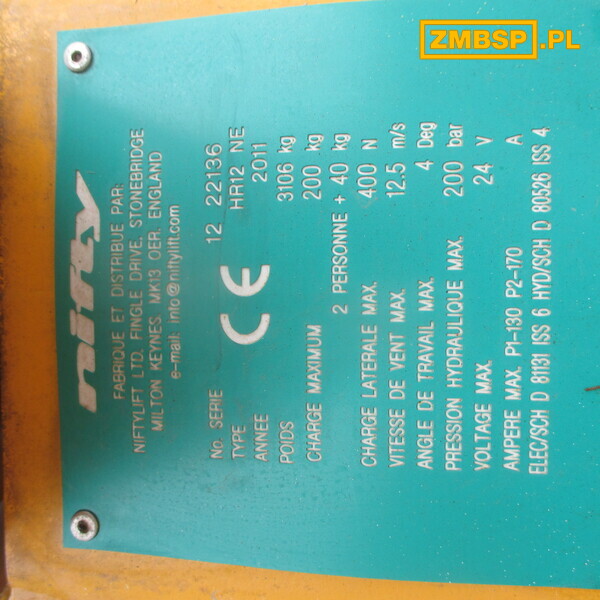 ZMBSP.PL
nifty
FABRIQUE ET DISTRIBUE PAR:
NIFTYLIFT LTD, FINGLE DRIVE, STONEBRIDGE
MILTON KEYNES, MK13 OER, ENGLAND
e-mail: info@niftylift.com
No. SERIE 12 22136
TYPE HR12 NE
ANNEE 2011
POIDS 3106 kg
CHARGE MAXIMUM 200 kg
2 PERSONNE + 40 kg
CHARGE LATERALE MAX. 400 N
VITESSE DE VENT MAX. 12.5 m/s
ANGLE DE TRAVAIL MAX. 4 Deg
PRESSION HYDRAULIQUE MAX. 200 bar
VOLTAGE MAX. 24 V
AMPERE MAX. P1-130 P2-170 A
ELEC/SCH D 81131 ISS 6 HYD/SCH D 80526 ISS 4
CE